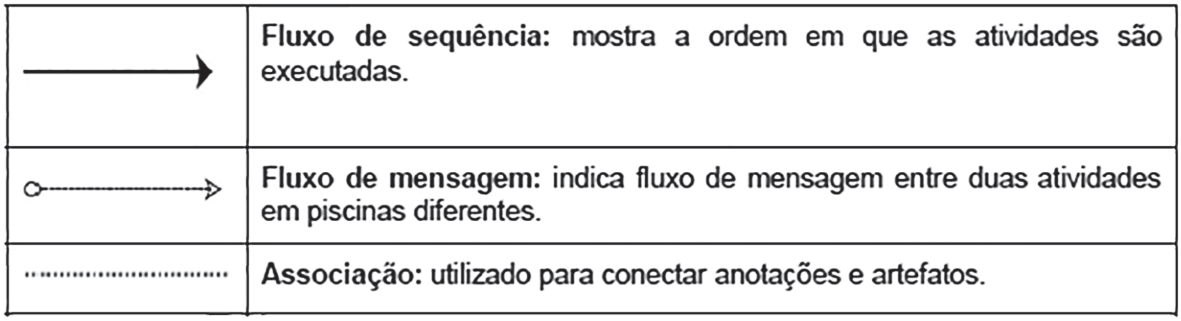 Fluxo de sequência: mostra a ordem em que as atividades são
executadas.
Fluxo de mensagem: indica fluxo de mensagem entre duas atividades
em piscinas diferentes.
Associação: utilizado para conectar anotações e artefatos.